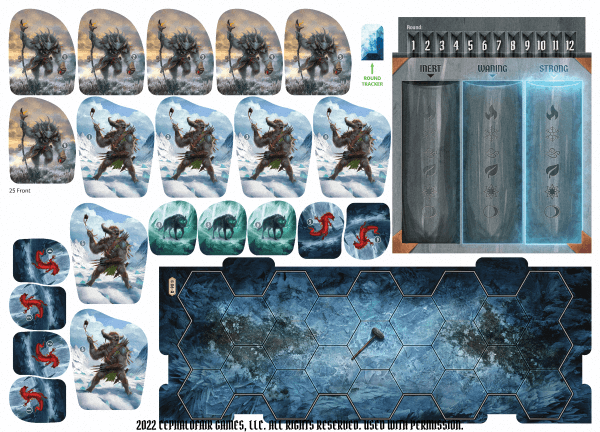 Round:
1 2 3 4 5 6 7 8 9 10 11 12
INERT WANING STRONG
ROUND
TRACKER
25 Front
2022 CEPHALOFAIR GAMES, LLC. ALL RIGHTS RESERVED. USED WITH PERMISSION.